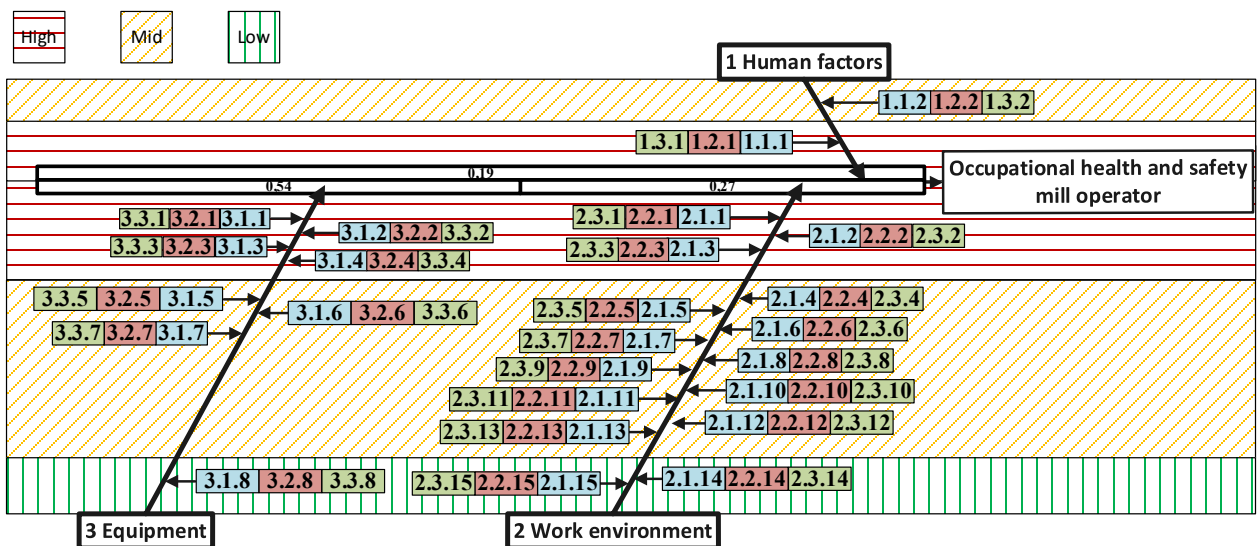 High Mid Low
1 Human factors
1.1.2 1.2.2 1.3.2
1.3.1 1.2.1 1.1.1
0,19
0,54 0,27
Occupational health and safety
mill operator
3.3.1 3.2.1 3.1.1
3.1.2 3.2.2 3.3.2
3.3.3 3.2.3 3.1.3
3.1.4 3.2.4 3.3.4
2.3.1 2.2.1 2.1.1
2.1.2 2.2.2 2.3.2
2.3.3 2.2.3 2.1.3
3.3.5 3.2.5 3.1.5
3.1.6 3.2.6 3.3.6
3.3.7 3.2.7 3.1.7
2.1.4 2.2.4 2.3.4
2.3.5 2.2.5 2.1.5
2.1.6 2.2.6 2.3.6
2.3.7 2.2.7 2.1.7
2.1.8 2.2.8 2.3.8
2.3.9 2.2.9 2.1.9
2.1.10 2.2.10 2.3.10
2.3.11 2.2.11 2.1.11
2.1.12 2.2.12 2.3.12
2.3.13 2.2.13 2.1.13
3.1.8 3.2.8 3.3.8
2.3.15 2.2.15 2.1.15
2.1.14 2.2.14 2.3.14
3 Equipment
2 Work environment